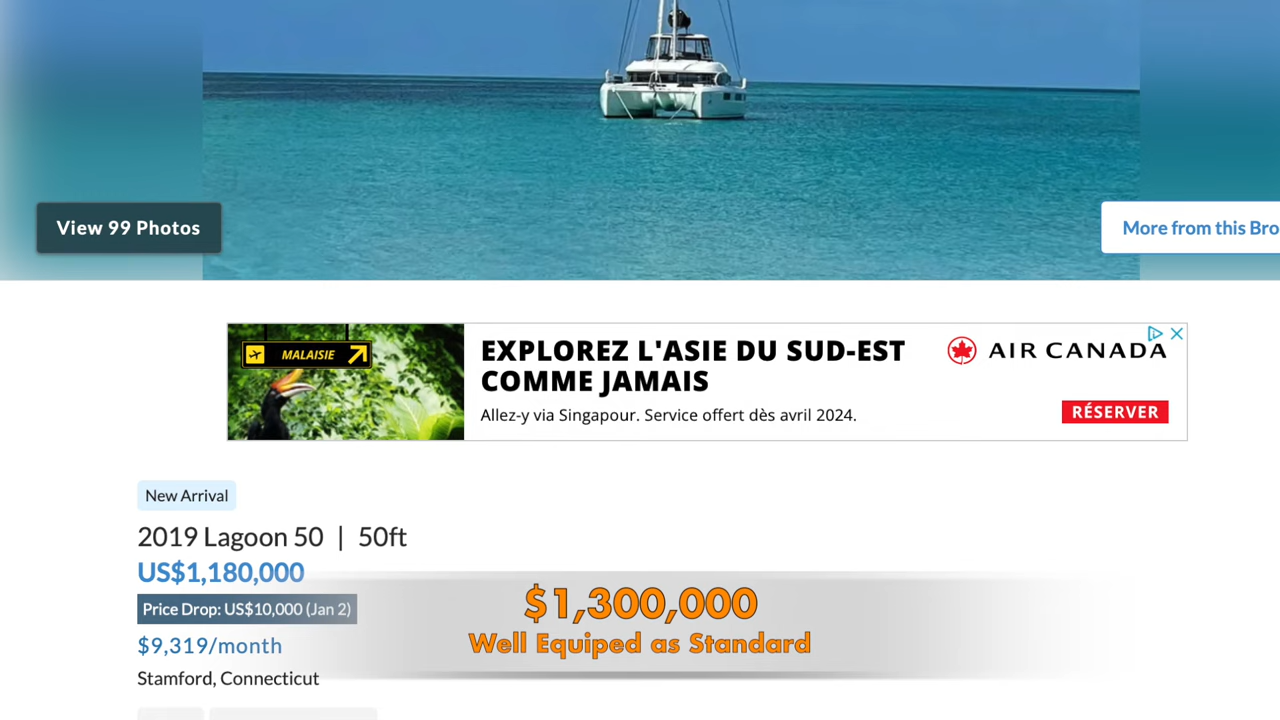 View 99 Photos
More from this Bro
MALAISIE
EXPLOREZ L'ASIE DU SUD-EST
COMME JAMAIS
Allez-y via Singapour. Service offert dès avril 2024.
AIR CANADA
RÉSERVER
New Arrival
2019 Lagoon 50 | 50ft
US$1,180,000
Price Drop: US$10,000 (Jan 2)
$9,319/month
Stamford, Connecticut
$1,300,000
Well Equiped as Standard